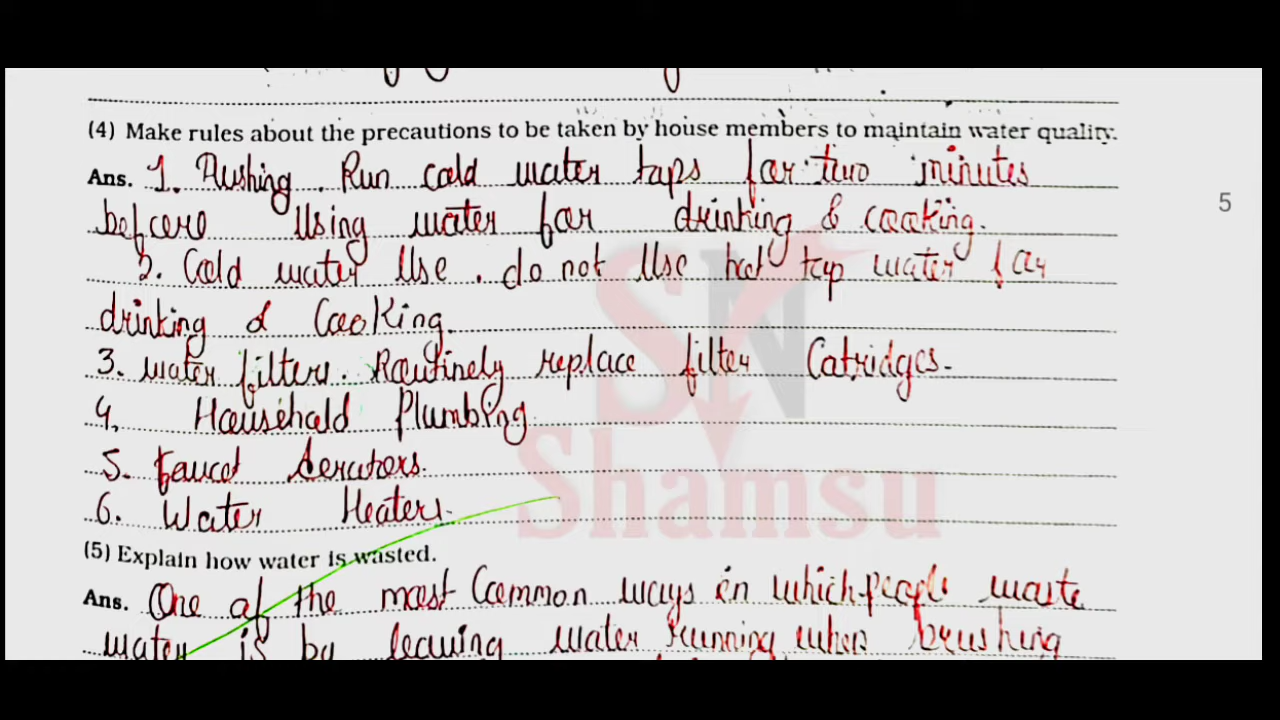 (4) Make rules about the precautions to be taken by house members to maintain water quality.
Ans. 1. Flushing. Run cold water taps for two minutes
before Using water for drinking & cooking.
5
2. Cold water Use. do not Use hot tap water for
drinking & Cooking.
3. water filters. Routinely replace filter Catridges.
4. Household Plumbing
5. Faucet Aerators.
6. Water Heaters.
SN
Shamsu
(5) Explain how water is wasted.
Ans. One of the most Common ways in which people waste
water is by leaving water running when brushing